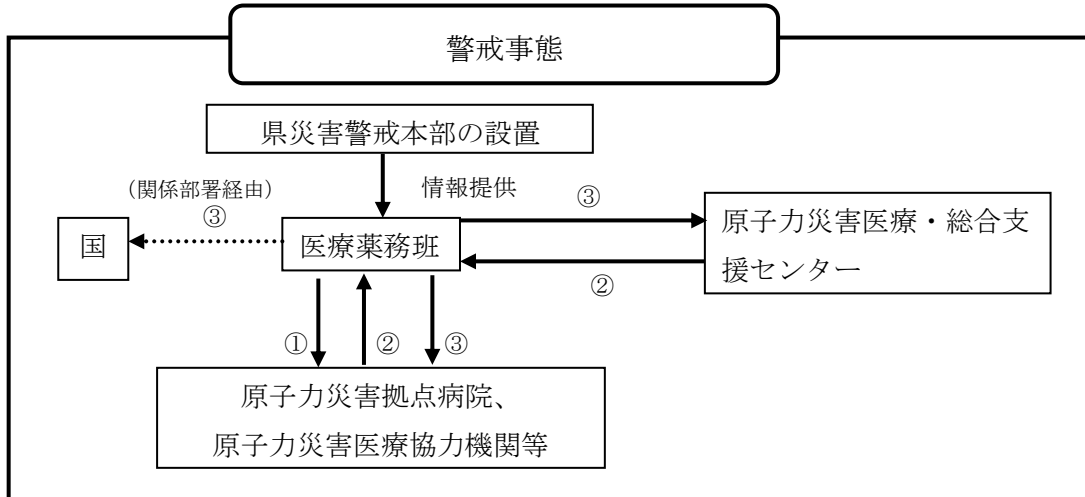 警戒事態
県災害警戒本部の設置
(関係部署経由)
情報提供
③
③
国
医療薬務班
原子力災害医療・総合支
援センター
②
①
②
③
原子力災害拠点病院、
原子力災害医療協力機関等